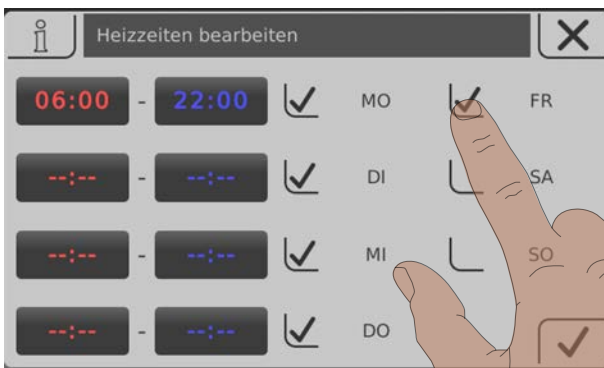 Heizzeiten bearbeiten
06:00 - 22:00 MO FR
--:-- - --:-- DI SA
--:-- - --:-- MI SO
--:-- - --:-- DO